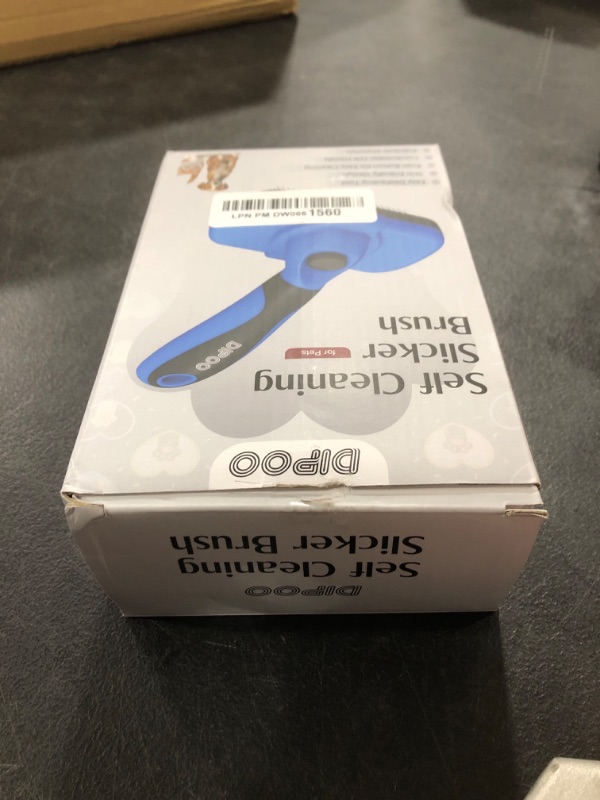 DIPOO
Self Cleaning
Slicker
for Pets
Brush
DIPOO
LPN PM DW0661560
DIPOO
Self Cleaning
Slicker Brush